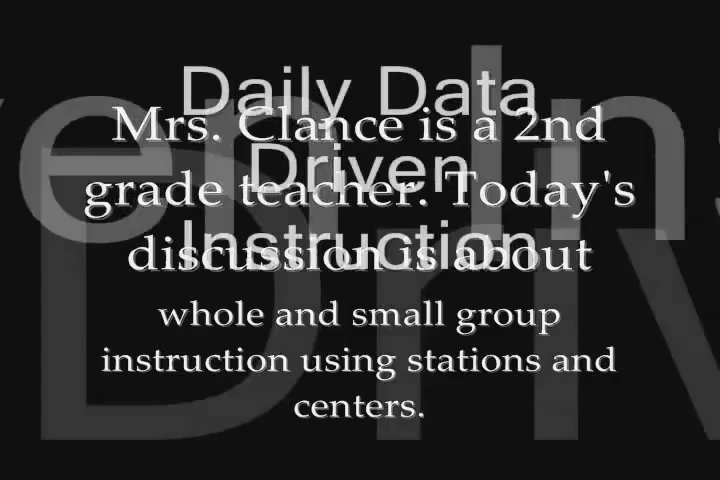 Daily Data
Driven
Instruction
Mrs. Clance is a 2nd
grade teacher. Today's
discussion is about
whole and small group
instruction using stations and
centers.